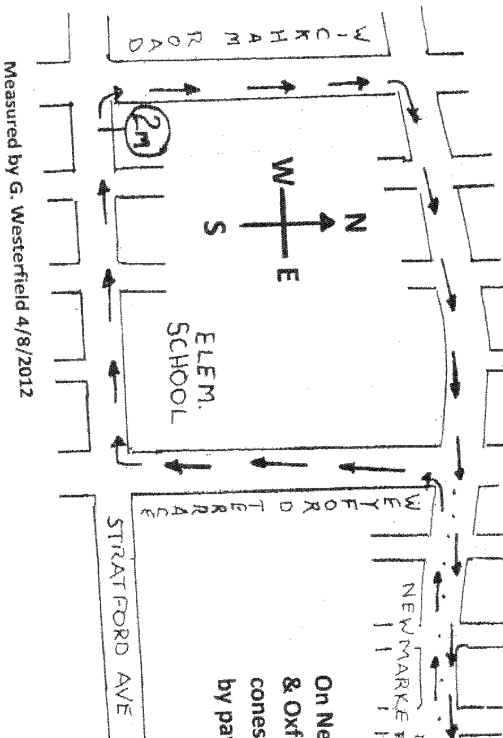 WICKHAM ROAD
2m
W
N
S
E
ELEM.
SCHOOL
WEYFORD TERRACE
NEWMARKE
STRATFORD AVE
On Ne
& Oxf
cones
by pa
Measured by G. Westerfield 4/8/2012